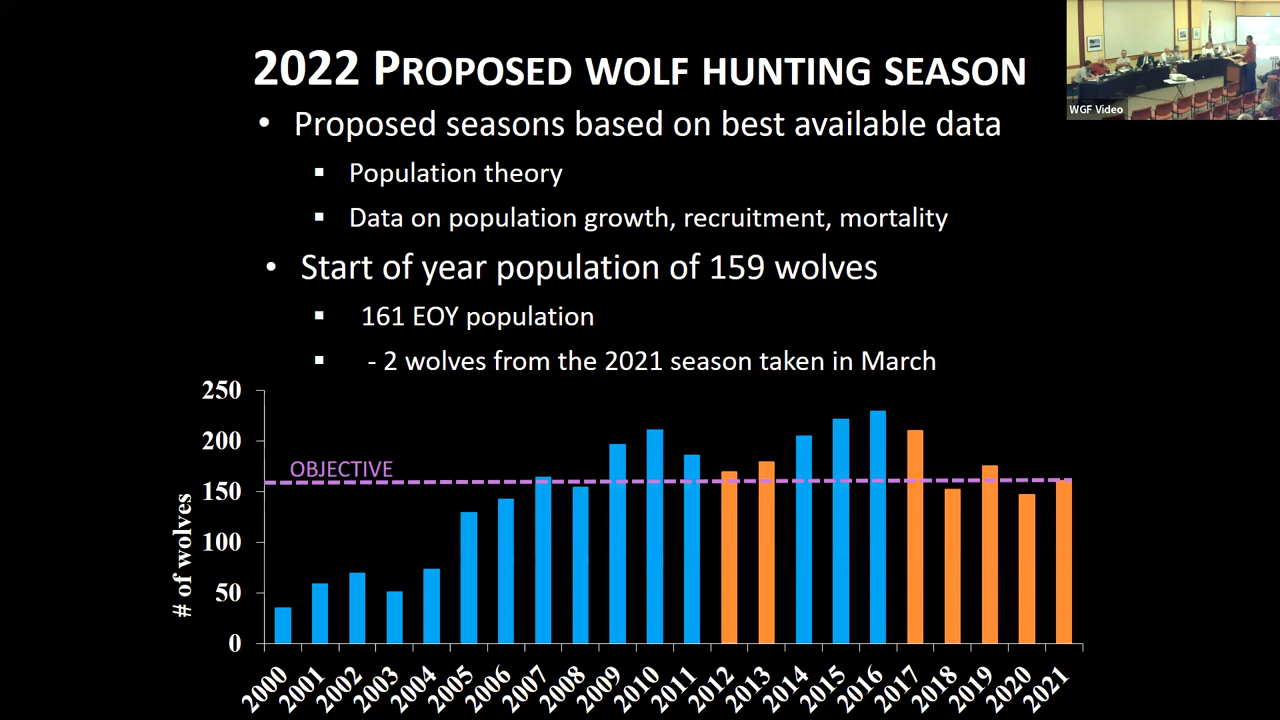 2022 PROPOSED WOLF HUNTING SEASON
WGF Video
• Proposed seasons based on best available data
▪ Population theory
▪ Data on population growth, recruitment, mortality
• Start of year population of 159 wolves
▪ 161 EOY population
▪ - 2 wolves from the 2021 season taken in March
250
200
150
100
50
0
# of wolves
OBJECTIVE
2000 2001 2002 2003 2004 2005 2006 2007 2008 2009 2010 2011 2012 2013 2014 2015 2016 2017 2018 2019 2020 2021